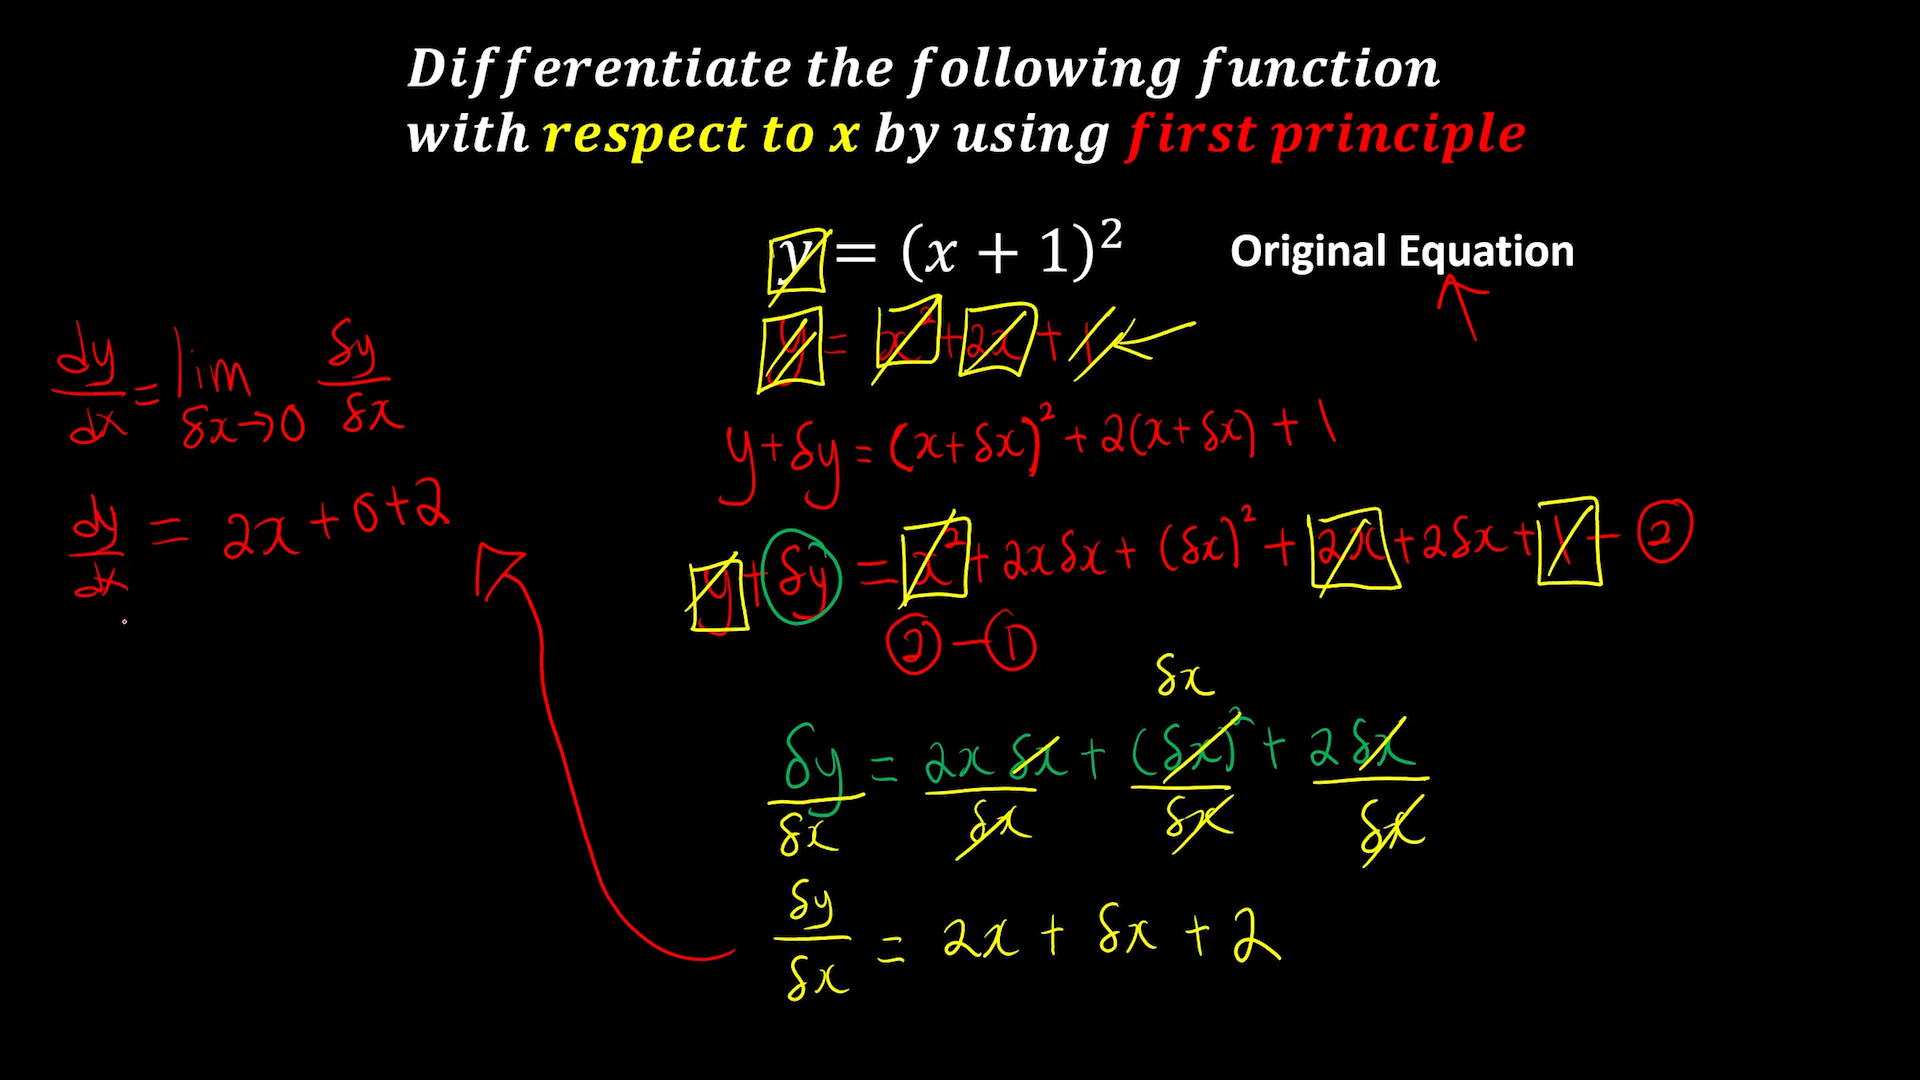 Differentiate the following function
with respect to x by using first principle
y = (x + 1)²
Original Equation
y = x² + 2x + 1
dy/dx = lim δx→0 δy/δx
y + δy = (x + δx)² + 2(x + δx) + 1
dy/dx = 2x + 0 + 2
y + δy = x² + 2xδx + (δx)² + 2x + 2δx + 1 - ②
② - ①
δx
δy/δx = 2xδx/δx + (δx)²/δx + 2δx/δx
δy/δx = 2x + δx + 2